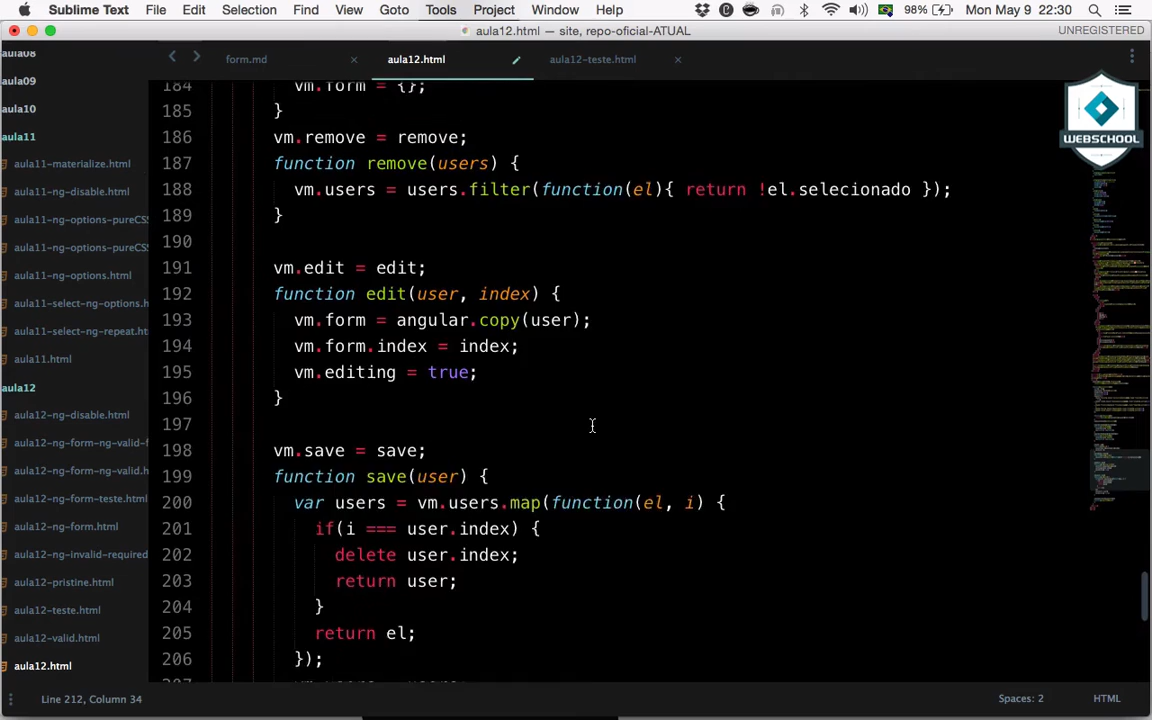 Sublime Text File Edit Selection Find View Goto Tools Project Window Help 98% Mon May 9 22:30
aula12.html — site, repo-oficial-ATUAL UNREGISTERED
form.md × aula12.html aula12-teste.html ×
WEBSCHOOL
aula08
aula09
aula10
aula11
aula11-materialize.html
aula11-ng-disable.html
aula11-ng-options-pureCSS
aula11-ng-options-pureCSS
aula11-ng-options.html
aula11-select-ng-options.h
aula11-select-ng-repeat.ht
aula11.html
aula12
aula12-ng-disable.html
aula12-ng-form-ng-valid-f
aula12-ng-form-ng-valid.h
aula12-ng-form-teste.html
aula12-ng-form.html
aula12-ng-invalid-required
aula12-pristine.html
aula12-teste.html
aula12-valid.html
aula12.html
184 vm.form = {};
185 }
186 vm.remove = remove;
187 function remove(users) {
188 vm.users = users.filter(function(el){ return !el.selecionado });
189 }
190
191 vm.edit = edit;
192 function edit(user, index) {
193 vm.form = angular.copy(user);
194 vm.form.index = index;
195 vm.editing = true;
196 }
197
198 vm.save = save;
199 function save(user) {
200 var users = vm.users.map(function(el, i) {
201 if(i === user.index) {
202 delete user.index;
203 return user;
204 }
205 return el;
206 });
Line 212, Column 34 Spaces: 2 HTML